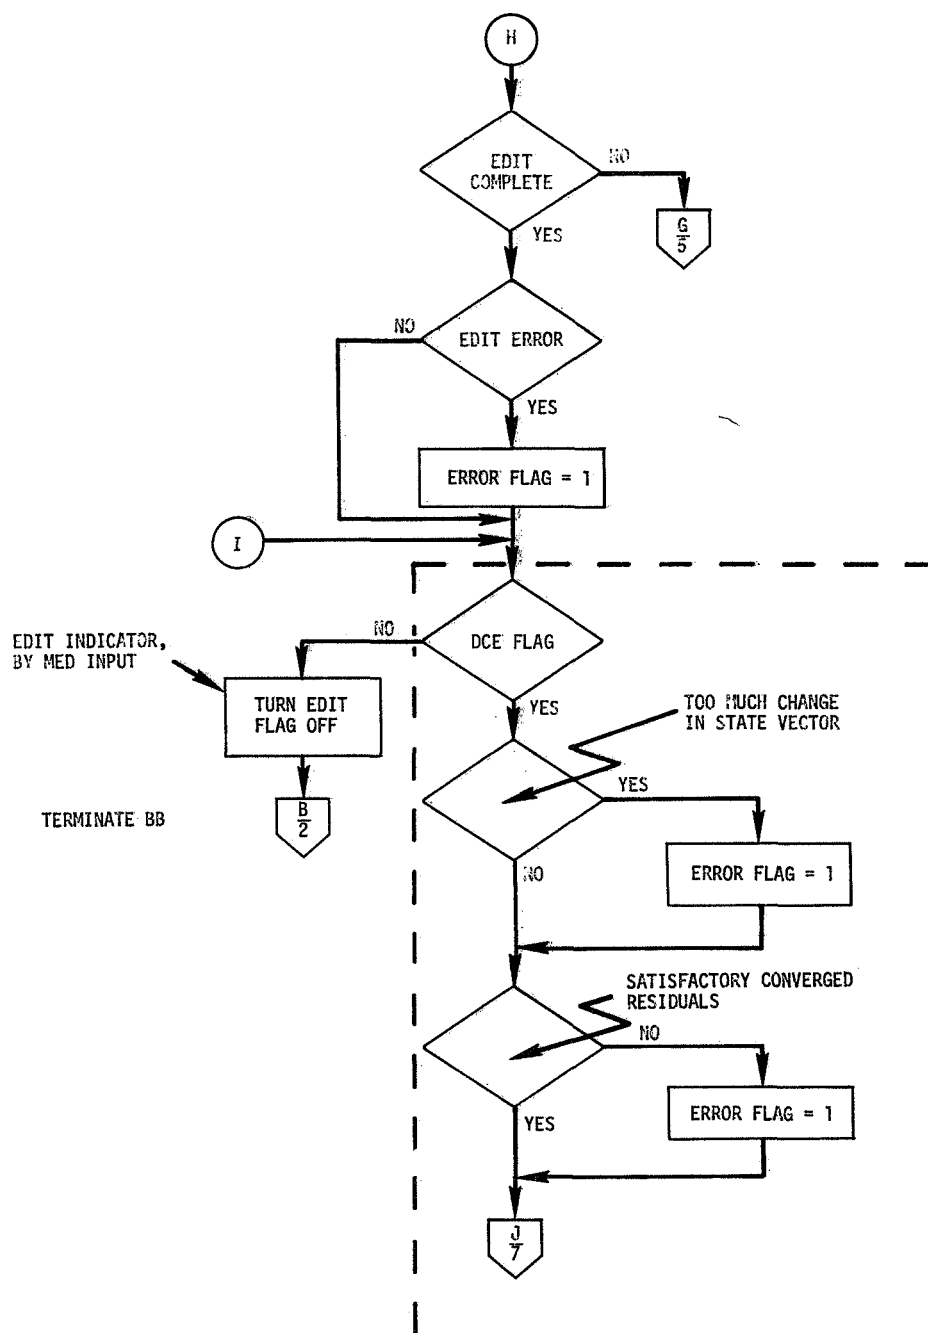 H
EDIT
COMPLETE
NO
G
5
YES
EDIT ERROR
NO
YES
ERROR FLAG = 1
I
DCE FLAG
NO
EDIT INDICATOR,
BY MED INPUT
TURN EDIT
FLAG OFF
YES
TOO MUCH CHANGE
IN STATE VECTOR
B
2
TERMINATE BB
YES
ERROR FLAG = 1
NO
SATISFACTORY CONVERGED
RESIDUALS
NO
ERROR FLAG = 1
YES
J
7